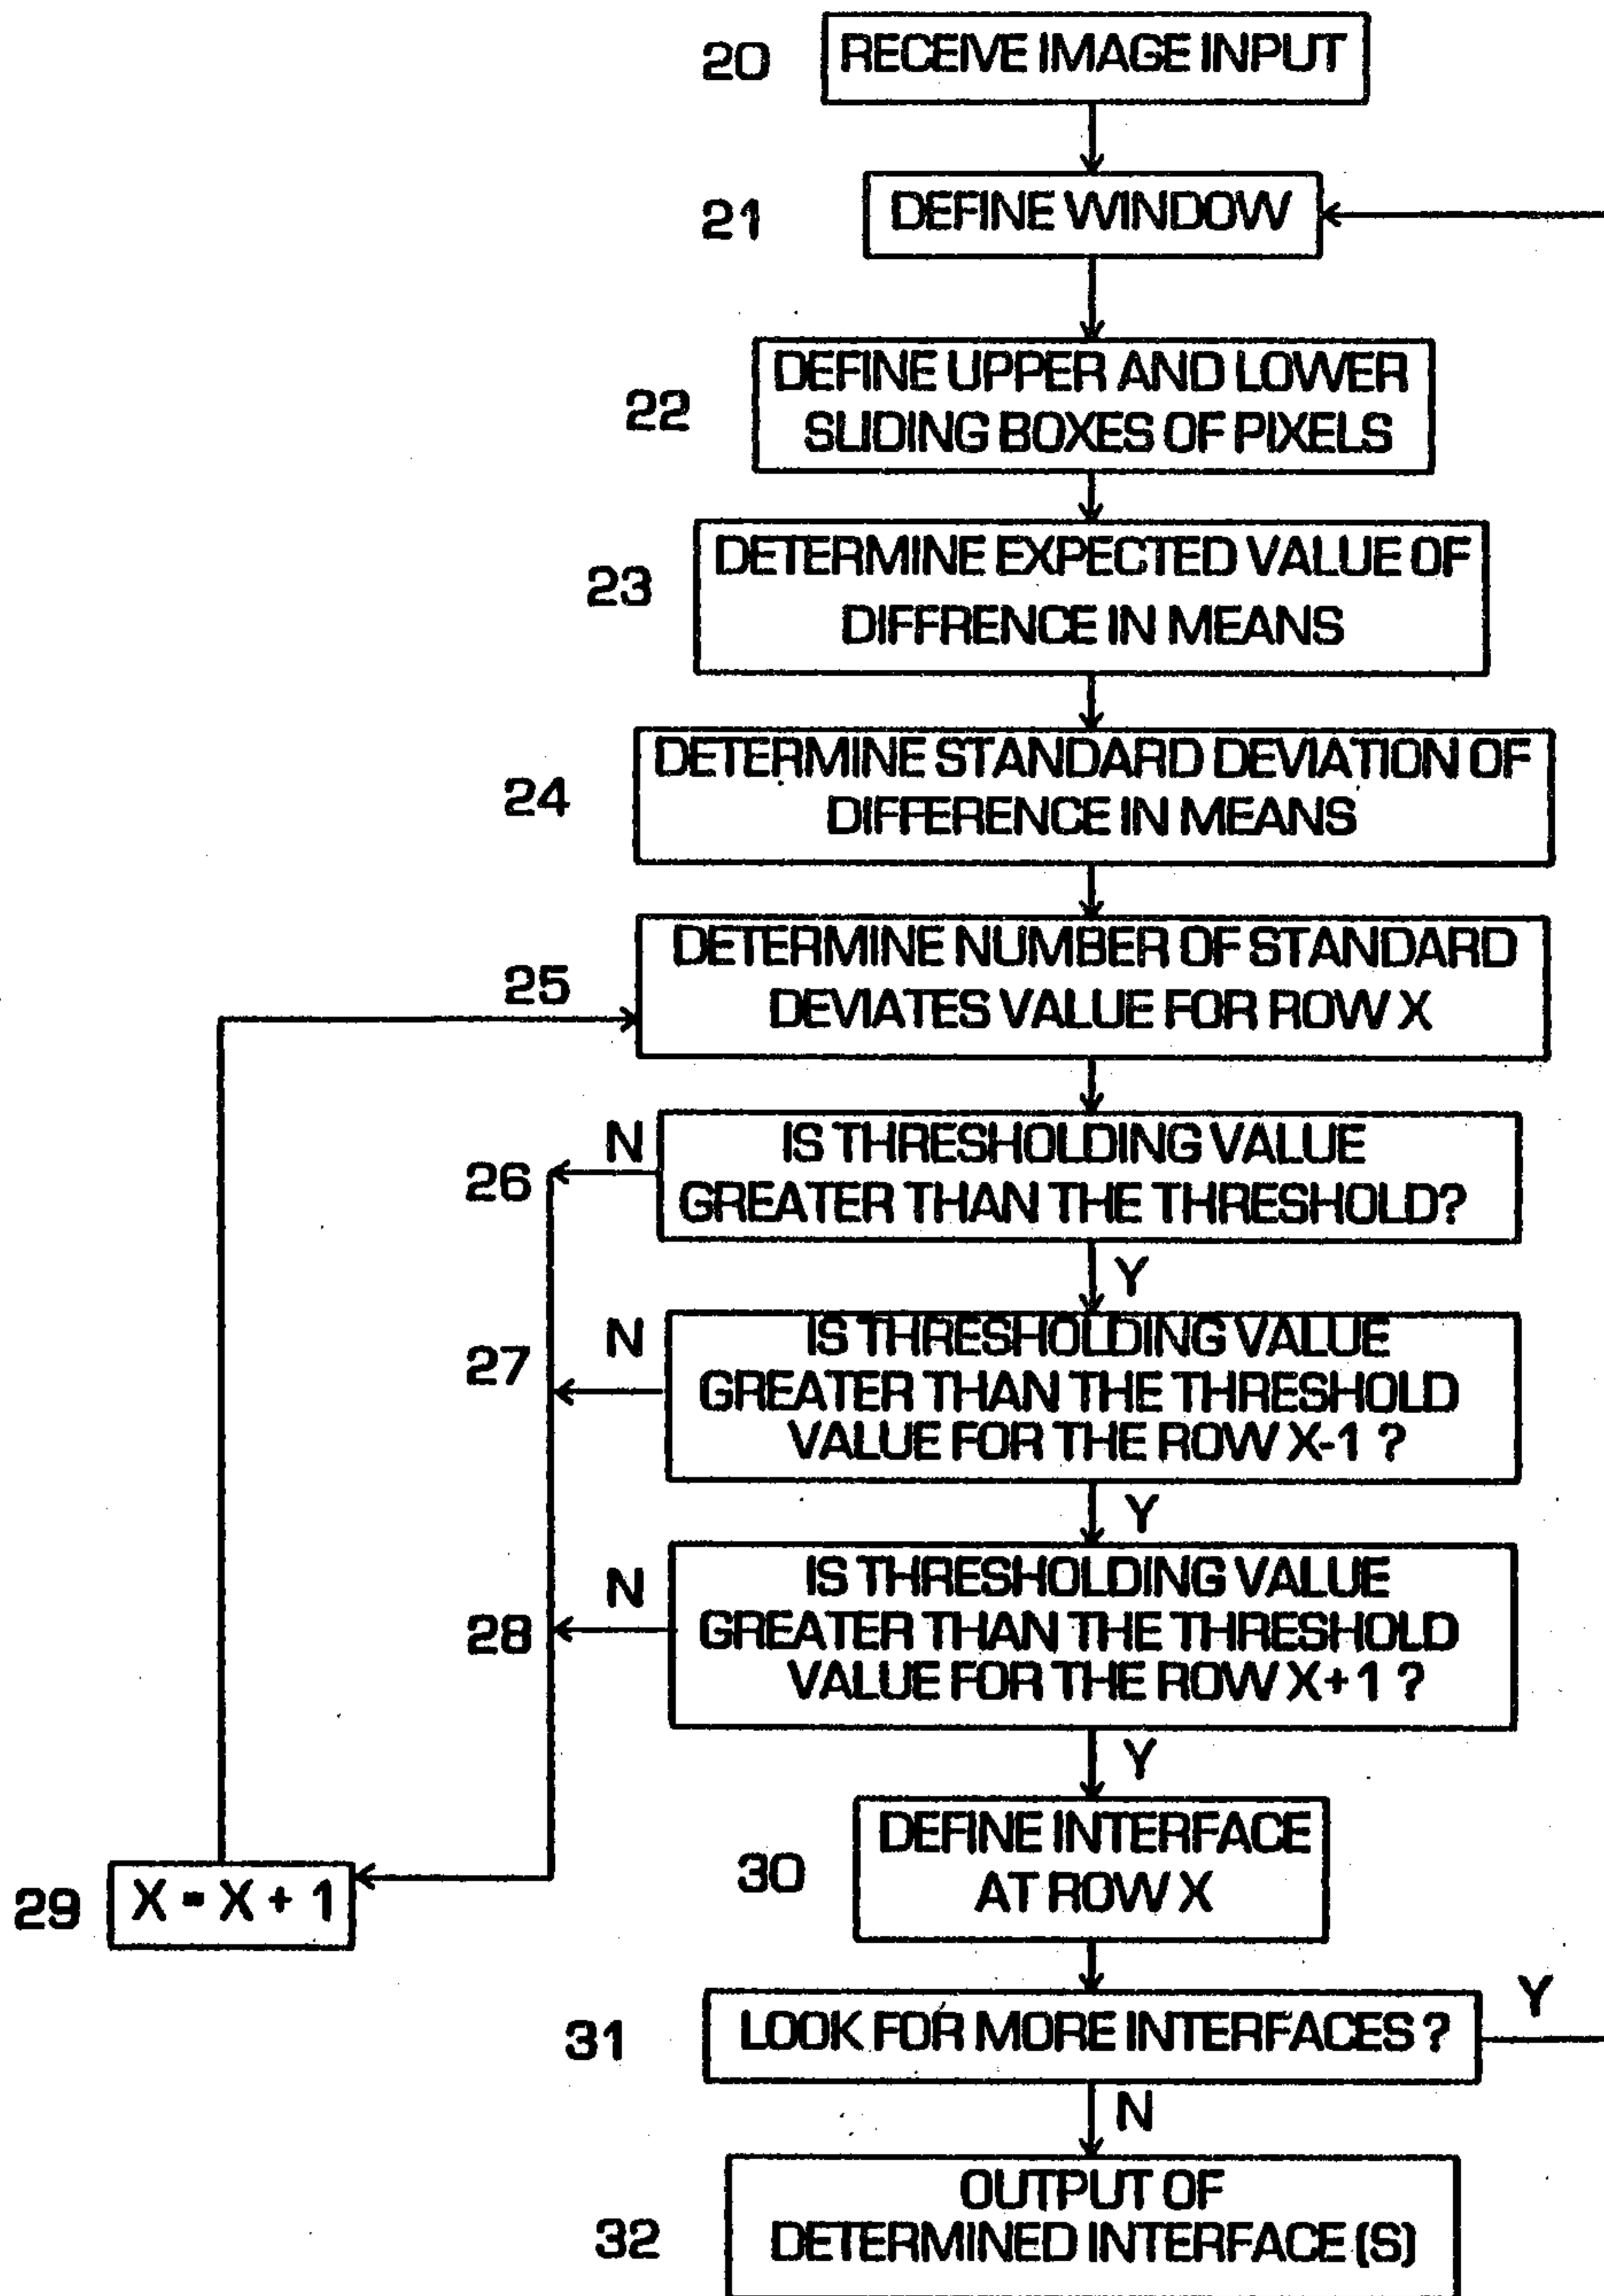 20 RECEIVE IMAGE INPUT
21 DEFINE WINDOW
22 DEFINE UPPER AND LOWER
SLIDING BOXES OF PIXELS
23 DETERMINE EXPECTED VALUE OF
DIFFRENCE IN MEANS
24 DETERMINE STANDARD DEVIATION OF
DIFFERENCE IN MEANS
25 DETERMINE NUMBER OF STANDARD
DEVIATES VALUE FOR ROW X
26 N IS THRESHOLDING VALUE
GREATER THAN THE THRESHOLD?
Y
27 N IS THRESHOLDING VALUE
GREATER THAN THE THRESHOLD
VALUE FOR THE ROW X-1 ?
Y
28 N IS THRESHOLDING VALUE
GREATER THAN THE THRESHOLD
VALUE FOR THE ROW X+1 ?
Y
29 X = X + 1
30 DEFINE INTERFACE
AT ROW X
31 LOOK FOR MORE INTERFACES ? Y
N
32 OUTPUT OF
DETERMINED INTERFACE (S)